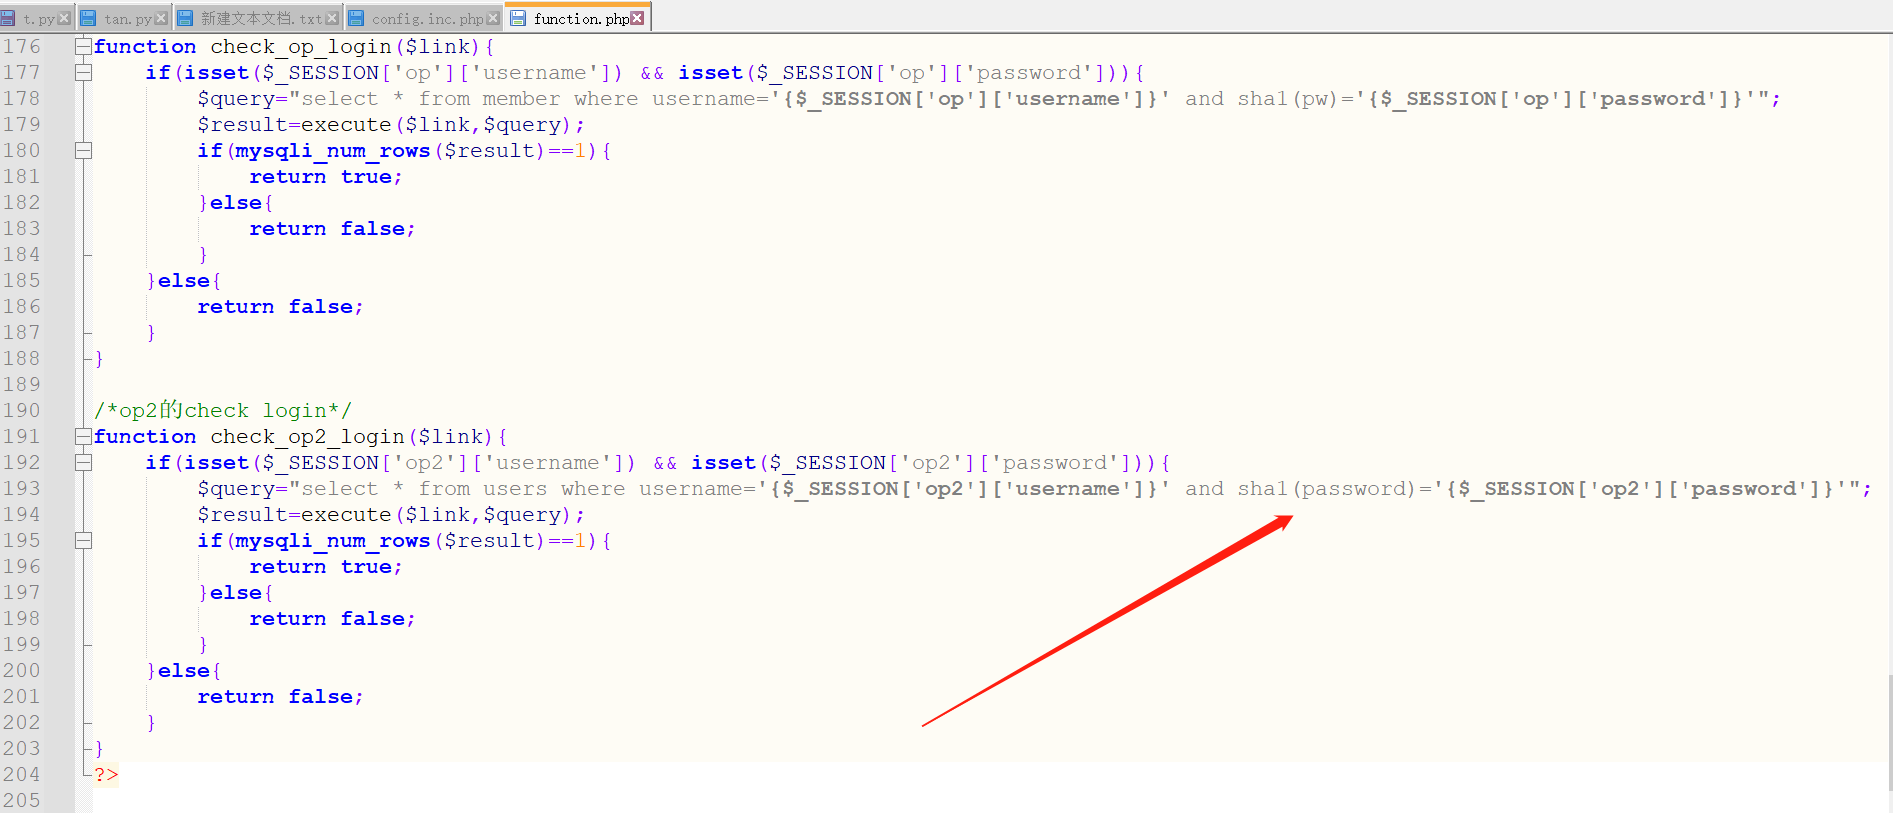 t.py tan.py 新建文本文档.txt config.inc.php function.php
176 function check_op_login($link){
177 if(isset($_SESSION['op']['username']) && isset($_SESSION['op']['password'])){
178 $query="select * from member where username='{$_SESSION['op']['username']}' and sha1(pw)='{$_SESSION['op']['password']}'";
179 $result=execute($link,$query);
180 if(mysqli_num_rows($result)==1){
181 return true;
182 }else{
183 return false;
184 }
185 }else{
186 return false;
187 }
188 }
189
190 /*op2的check login*/
191 function check_op2_login($link){
192 if(isset($_SESSION['op2']['username']) && isset($_SESSION['op2']['password'])){
193 $query="select * from users where username='{$_SESSION['op2']['username']}' and sha1(password)='{$_SESSION['op2']['password']}'";
194 $result=execute($link,$query);
195 if(mysqli_num_rows($result)==1){
196 return true;
197 }else{
198 return false;
199 }
200 }else{
201 return false;
202 }
203 }
204 ?>
205